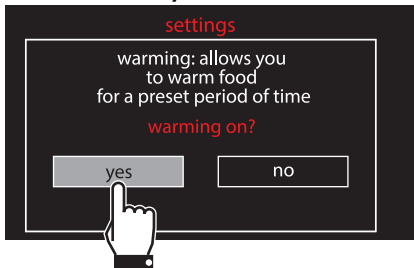 settings
warming: allows you
to warm food
for a preset period of time
warming on?
yes
no